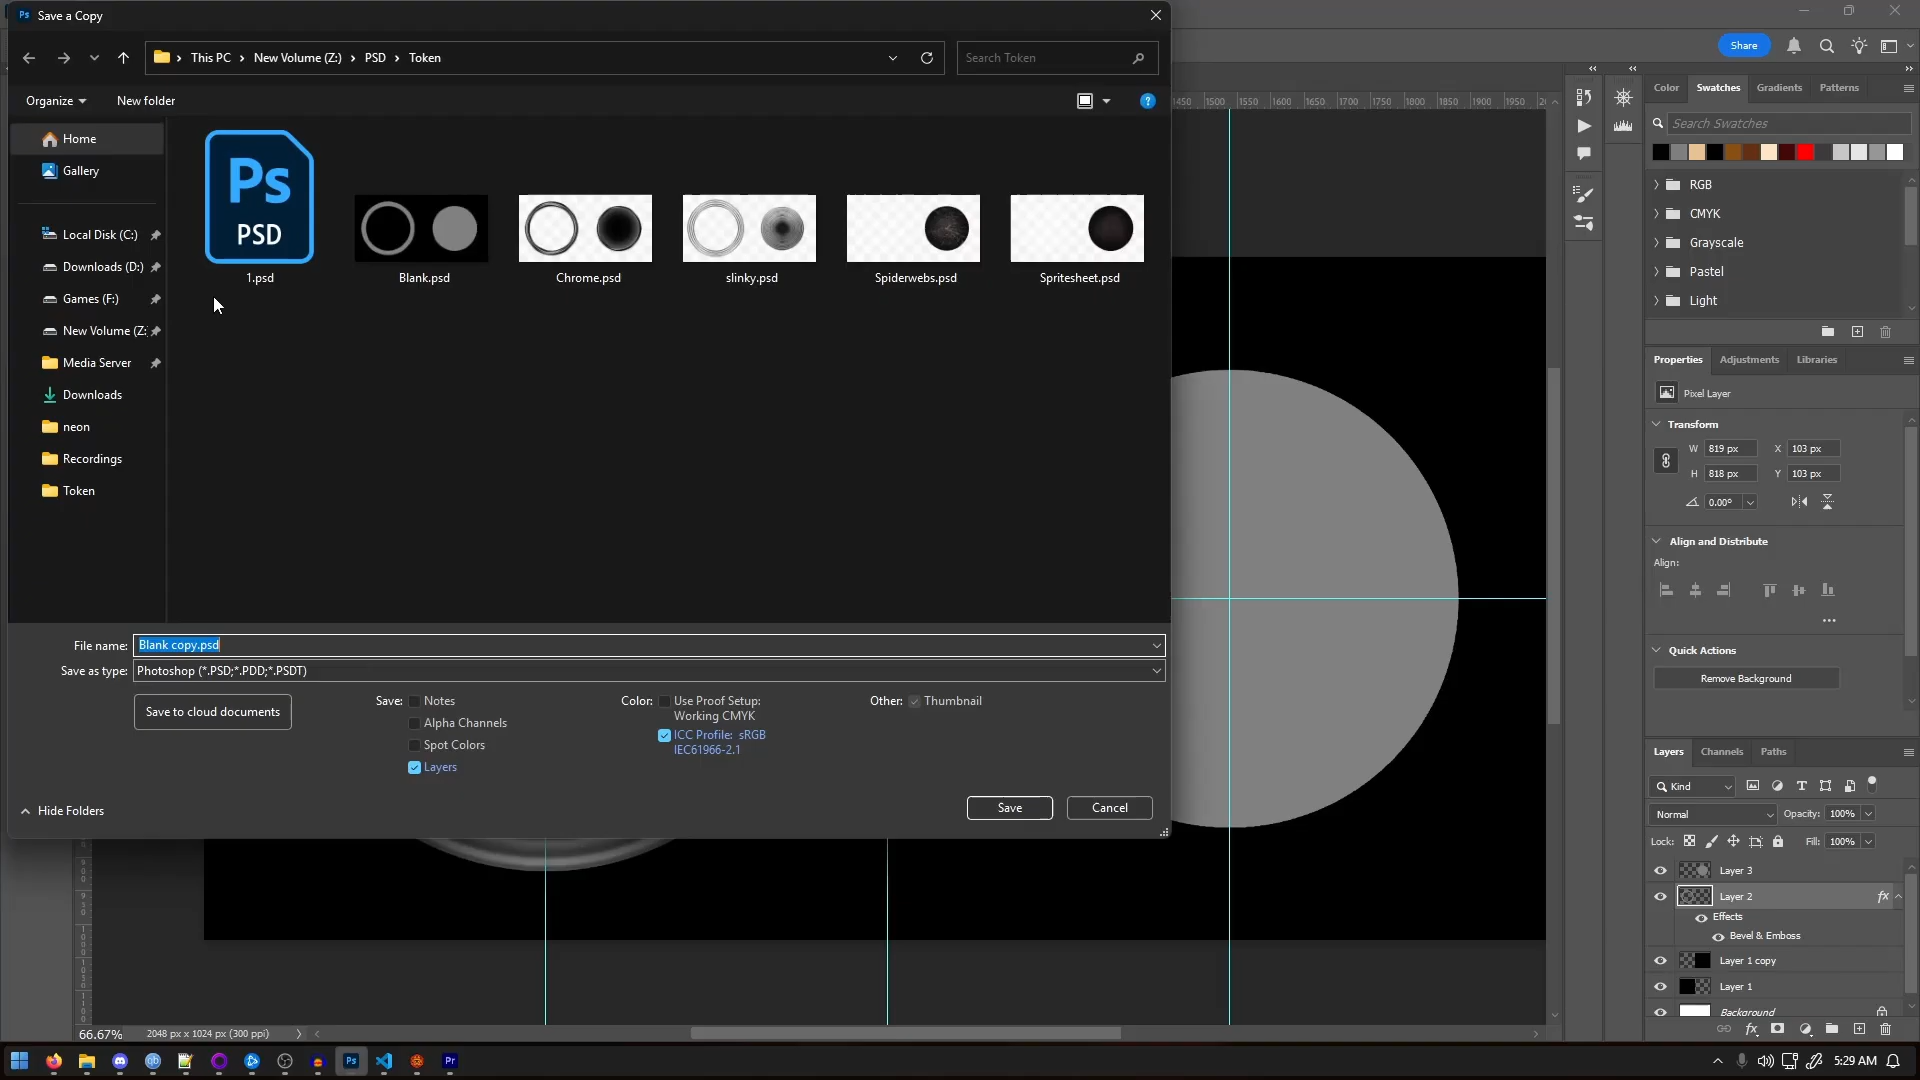 Ps Save a Copy
This PC New Volume (Z:) PSD Token
Search Token
Organize New folder
Home
Gallery
Local Disk (C:)
Downloads (D:)
Games (F:)
New Volume (Z:
Media Server
Downloads
neon
Recordings
Token
Ps
PSD
1.psd Blank.psd Chrome.psd slinky.psd Spiderwebs.psd Spritesheet.psd
File name: Blank copy.psd
Save as type: Photoshop (*.PSD;*.PDD;*.PSDT)
Save to cloud documents
Save: Notes
Alpha Channels
Spot Colors
Layers
Color: Use Proof Setup:
Working CMYK
ICC Profile: sRGB
IEC61966-2.1
Other: Thumbnail
Hide Folders
Save Cancel
Share
1450 1500 1550 1600 1650 1700 1750 1800 1850 1900 1950
Color Swatches Gradients Patterns
Search Swatches
RGB
CMYK
Grayscale
Pastel
Light
Properties Adjustments Libraries
Pixel Layer
Transform
W 819 px X 103 px
H 818 px Y 103 px
0.00°
Align and Distribute
Align:
Quick Actions
Remove Background
Layers Channels Paths
Kind
Normal Opacity: 100%
Lock: Fill: 100%
Layer 3
Layer 2 fx
Effects
Bevel & Emboss
Layer 1 copy
Layer 1
Background
fx
66.67% 2048 px x 1024 px (300 ppi)
Ps Pr
5:29 AM